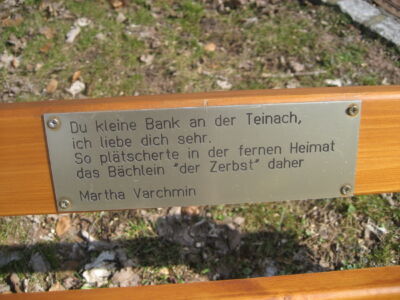 Du kleine Bank an der Teinach,
ich liebe dich sehr.
So plätscherte in der fernen Heimat
das Bächlein "der Zerbst" daher
Martha Varchmin